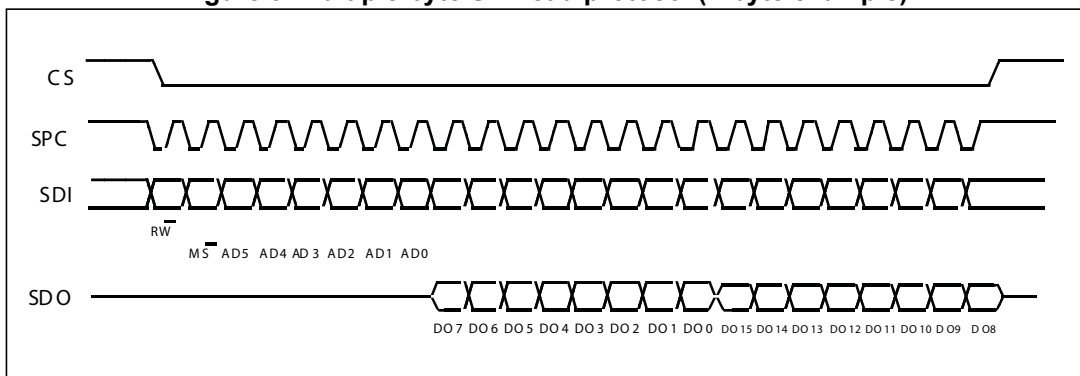 CS
SPC
SDI
RW
MS AD5 AD4 AD3 AD2 AD1 AD0
SDO
DO7 DO6 DO5 DO4 DO3 DO2 DO1 DO0 DO15 DO14 DO13 DO12 DO11 DO10 DO9 DO8